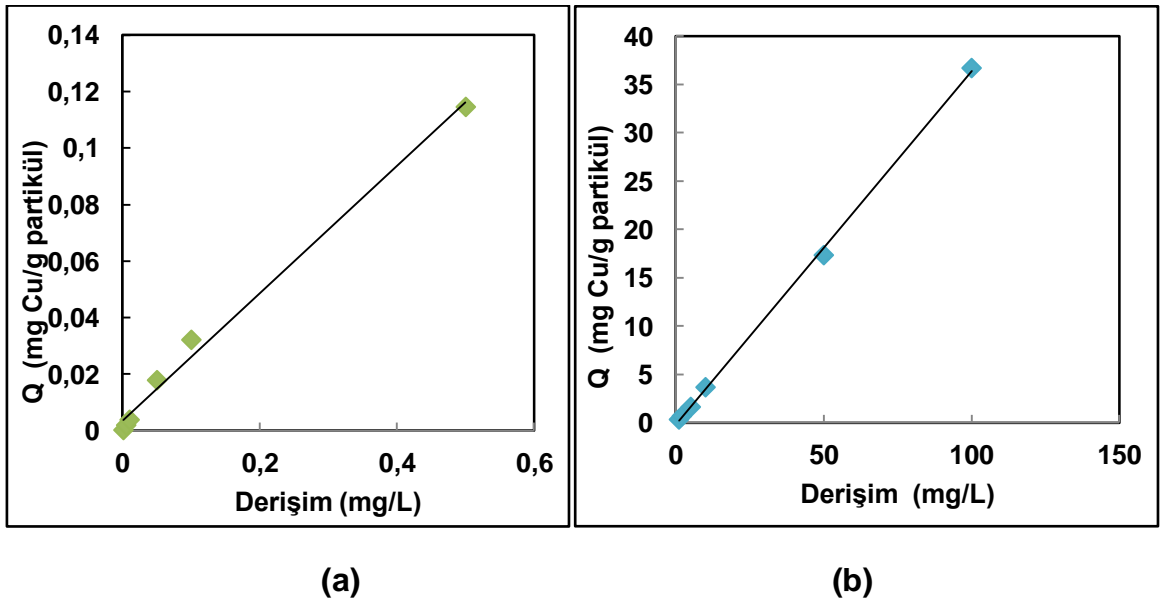 0,14
0,12
0,1
0,08
0,06
0,04
0,02
0
Q (mg Cu/g partikül)
0 0,2 0,4 0,6
Derişim (mg/L)
(a)
40
35
30
25
20
15
10
5
0
Q (mg Cu/g partikül)
0 50 100 150
Derişim (mg/L)
(b)